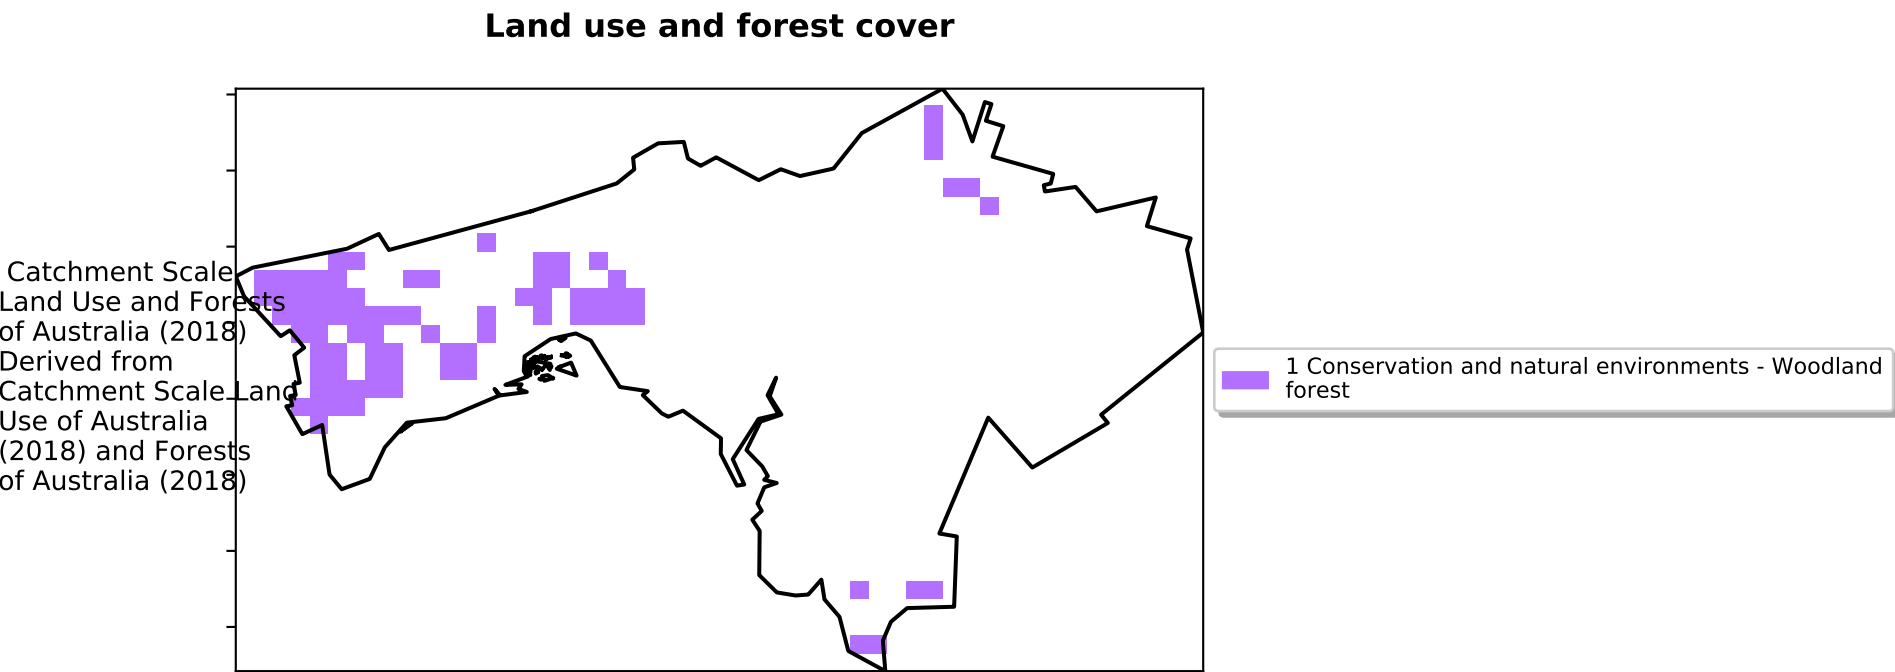 Land use and forest cover
Catchment Scale
Land Use and Forests
of Australia (2018)
Derived from
Catchment Scale Land
Use of Australia
(2018) and Forests
of Australia (2018)
1 Conservation and natural environments - Woodland
forest